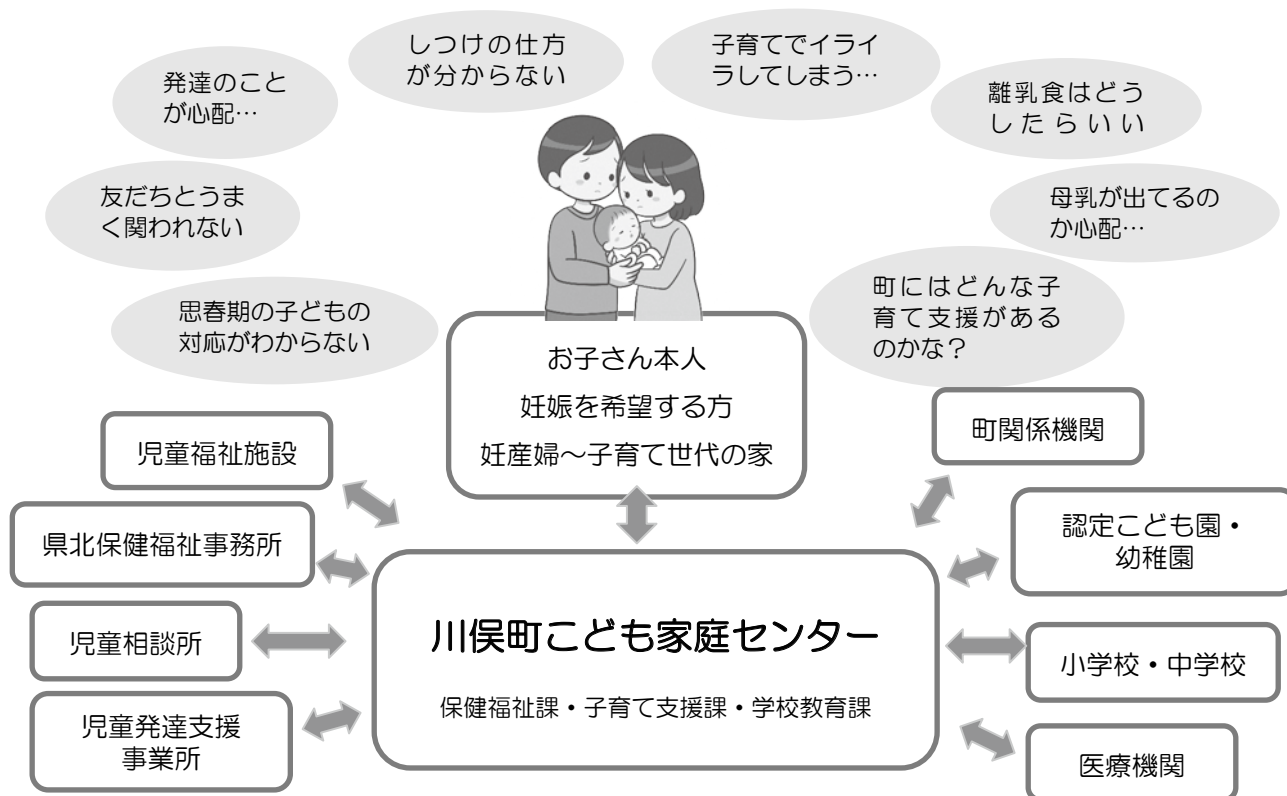 しつけの仕方
が分からない
子育てでイライ
ラしてしまう…
発達のこと
が心配…
離乳食はどう
したらいい
友だちとうま
く関われない
母乳が出てるの
か心配…
思春期の子どもの
対応がわからない
町にはどんな子
育て支援がある
のかな？
お子さん本人
妊娠を希望する方
妊産婦～子育て世代の家
児童福祉施設
県北保健福祉事務所
児童相談所
児童発達支援
事業所
川俣町こども家庭センター
保健福祉課・子育て支援課・学校教育課
町関係機関
認定こども園・
幼稚園
小学校・中学校
医療機関